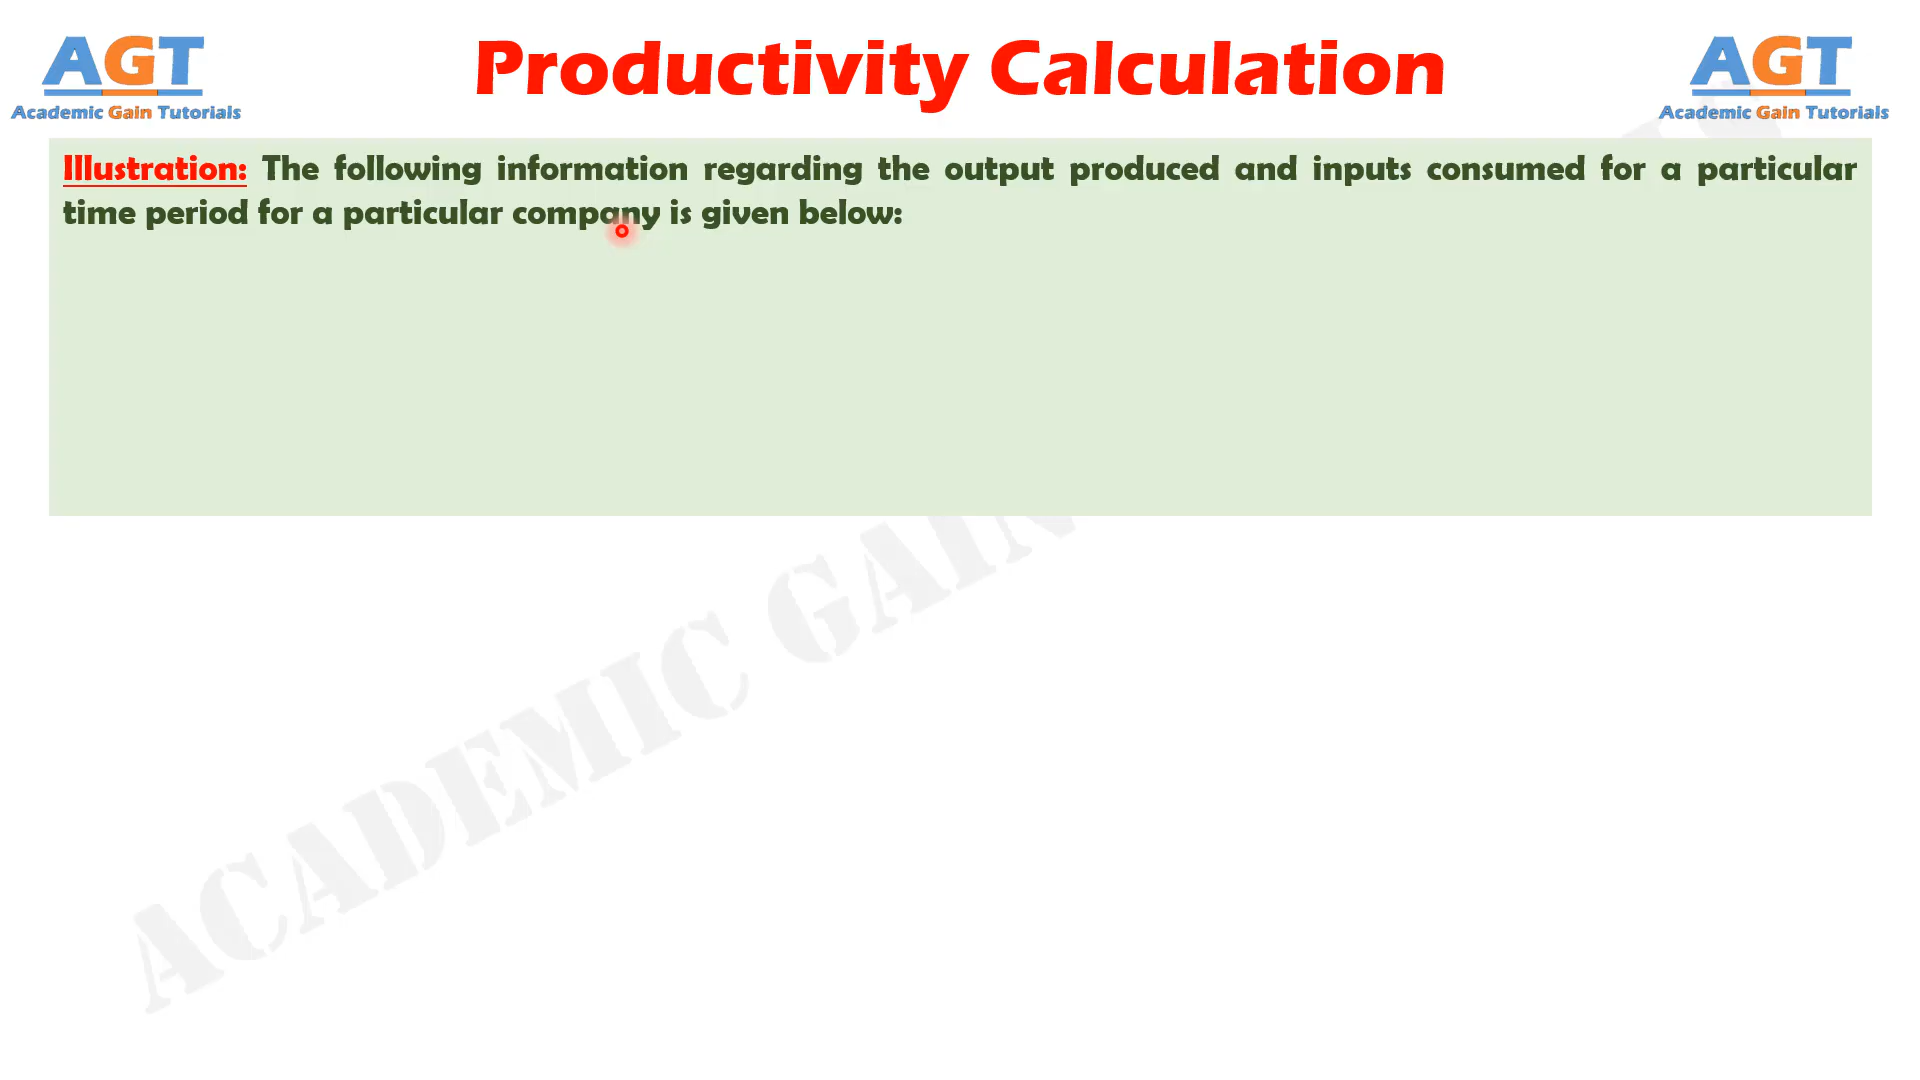 AGT
Academic Gain Tutorials
Productivity Calculation
AGT
Academic Gain Tutorials
Illustration: The following information regarding the output produced and inputs consumed for a particular
time period for a particular company is given below:
ACADEMIC GAIN